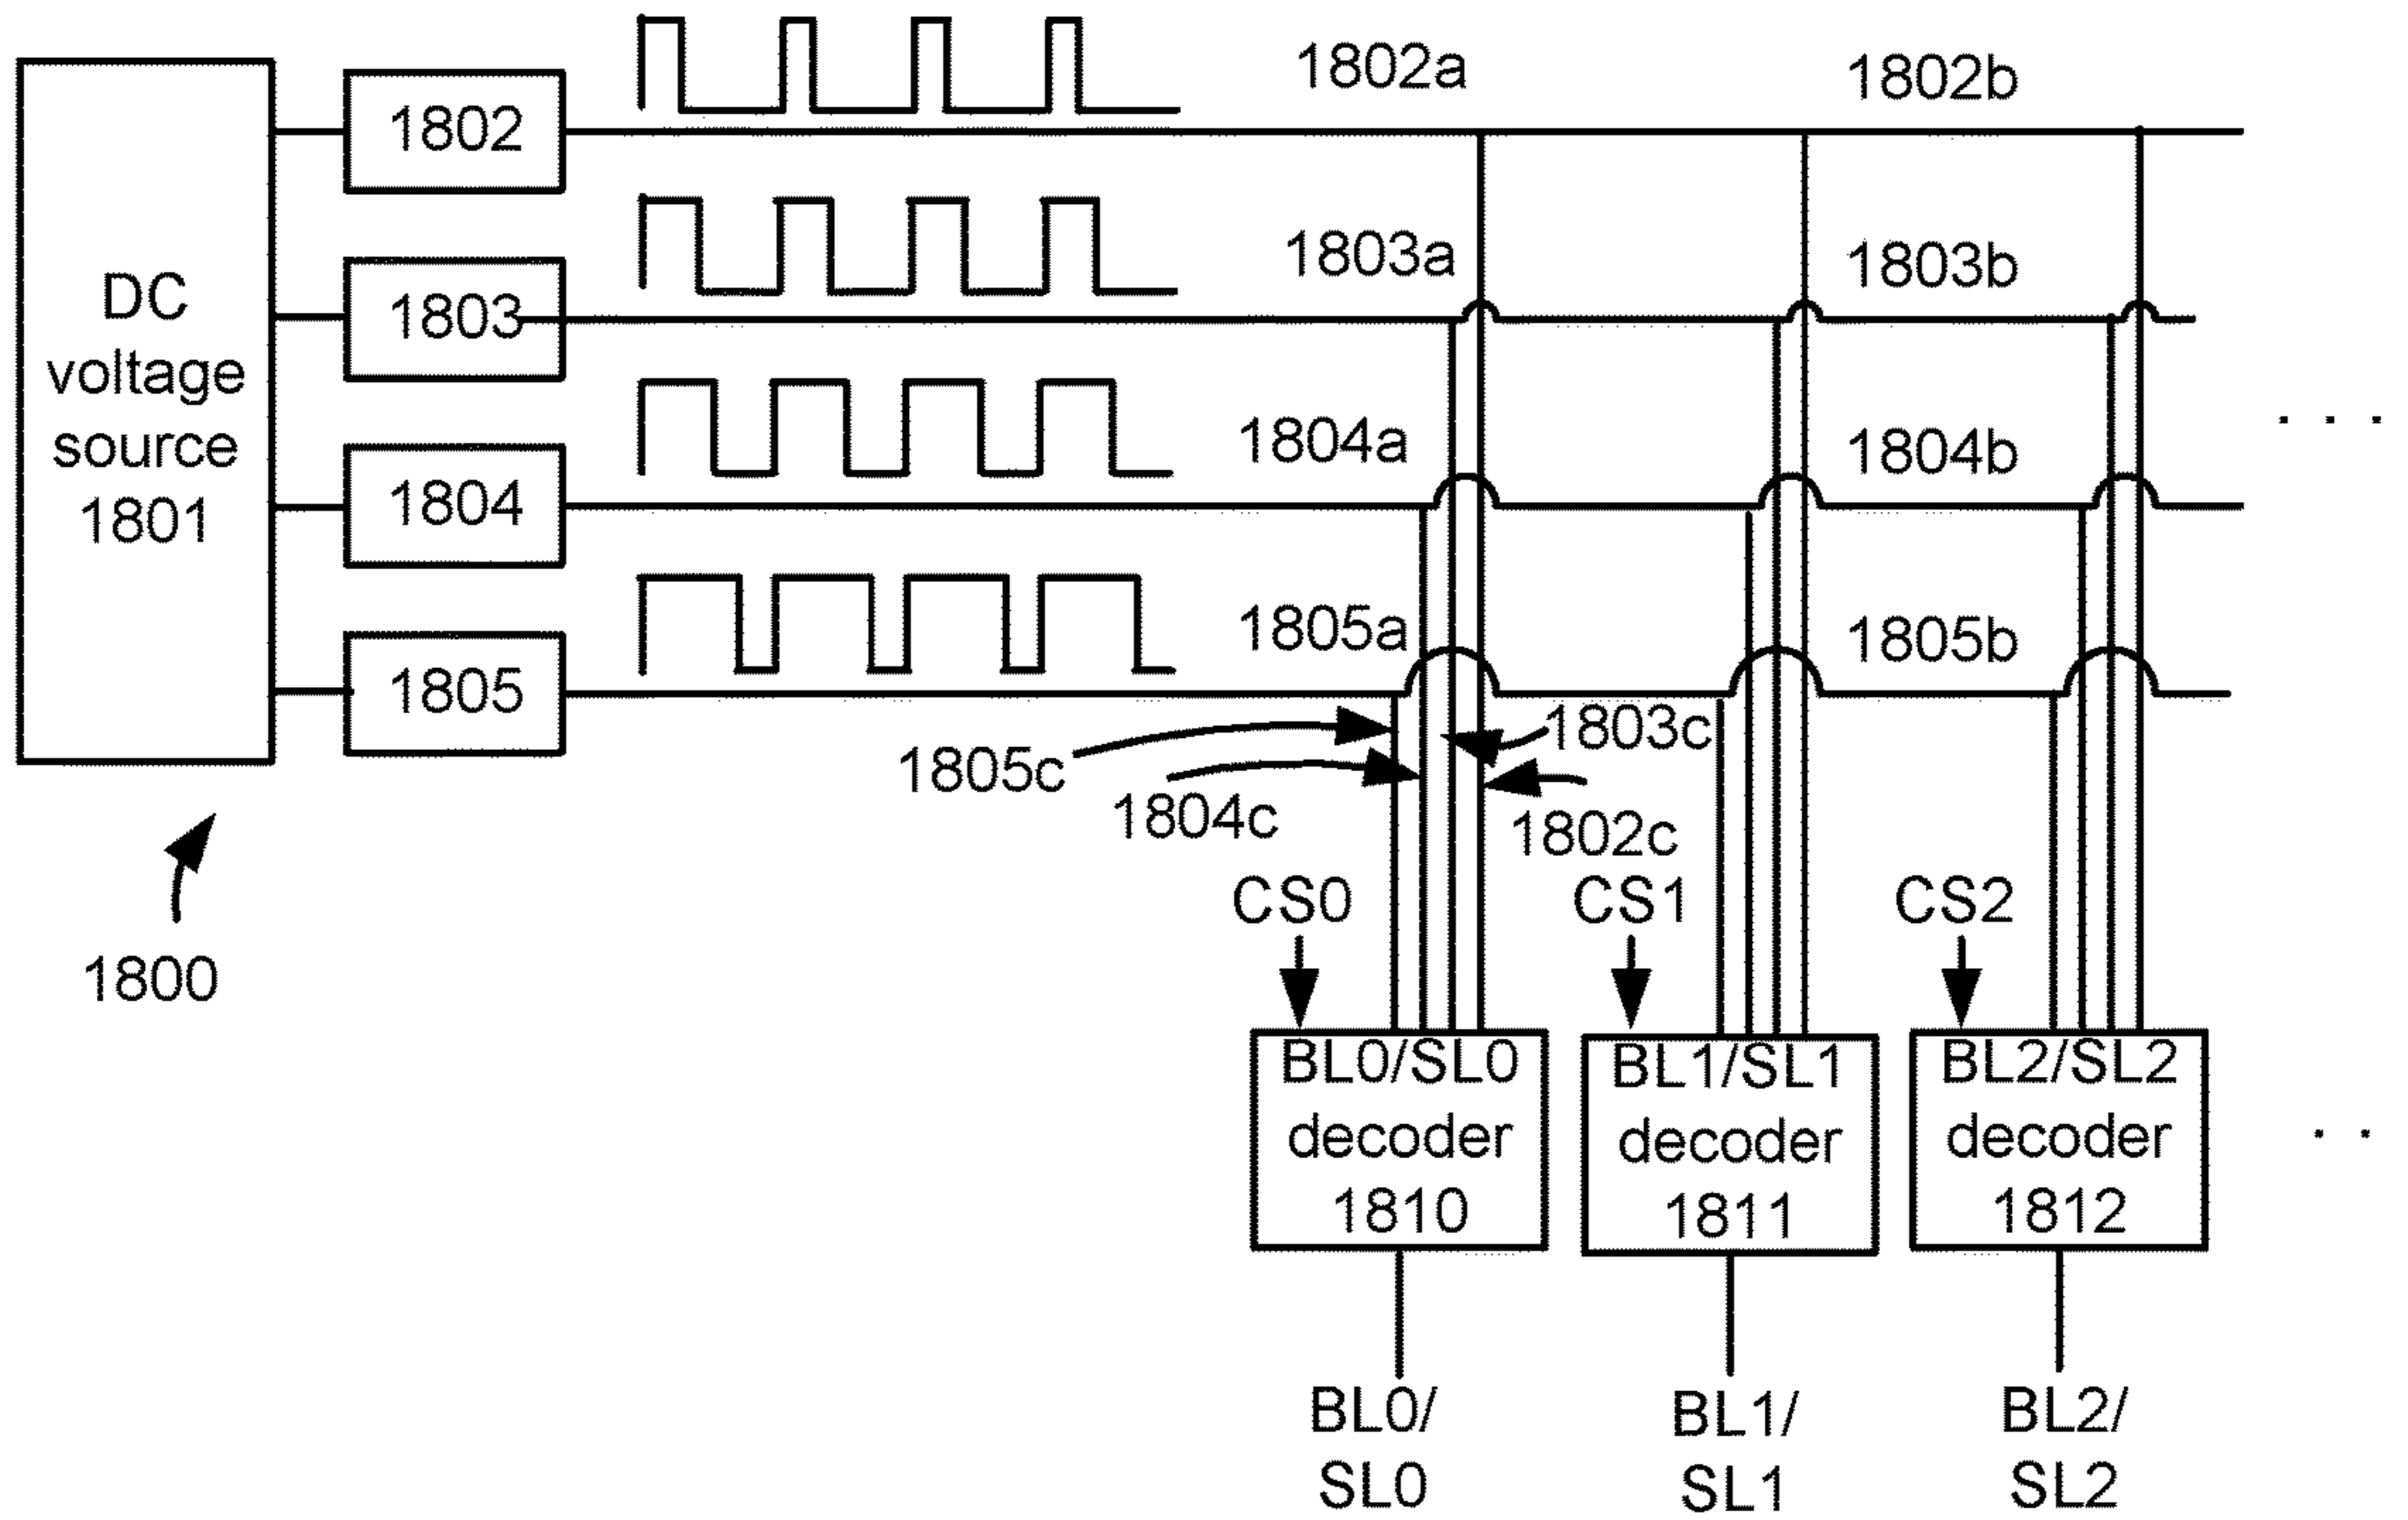 DC
voltage
source
1801
1802
1803
1804
1805
1802a
1802b
1803a
1803b
1804a
1804b
1805a
1805b
1805c
1804c
1803c
1802c
1800
CS0
CS1
CS2
BL0/SL0
decoder
1810
BL1/SL1
decoder
1811
BL2/SL2
decoder
1812
. . .
. .
BL0/
SL0
BL1/
SL1
BL2/
SL2